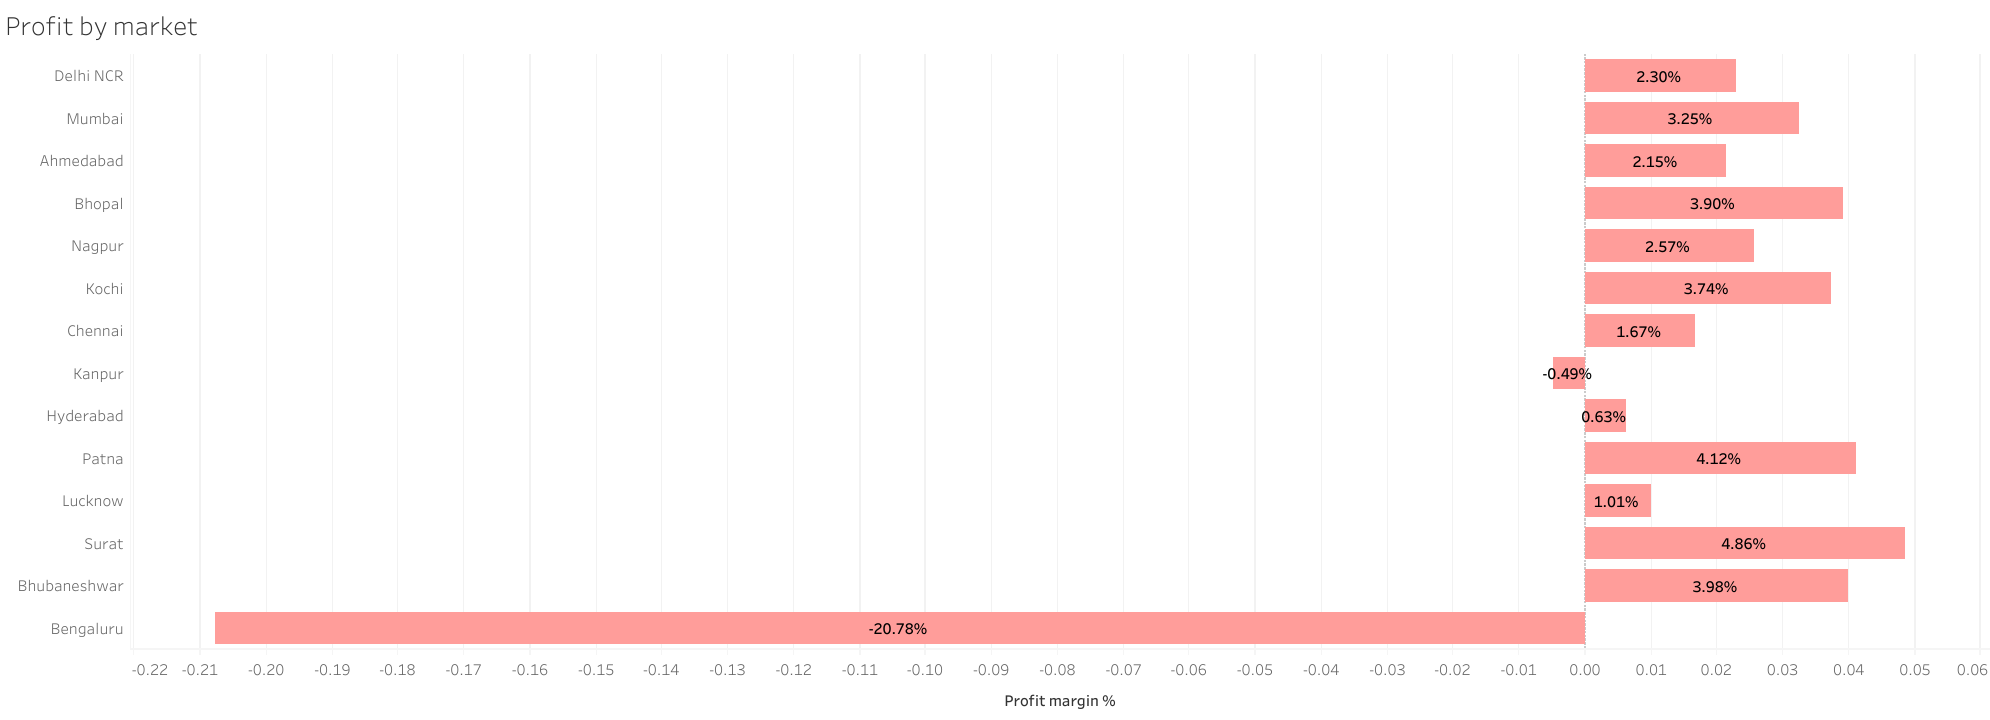 Profit by market
Delhi NCR 2.30%
Mumbai 3.25%
Ahmedabad 2.15%
Bhopal 3.90%
Nagpur 2.57%
Kochi 3.74%
Chennai 1.67%
Kanpur -0.49%
Hyderabad 0.63%
Patna 4.12%
Lucknow 1.01%
Surat 4.86%
Bhubaneshwar 3.98%
Bengaluru -20.78%
-0.22 -0.21 -0.20 -0.19 -0.18 -0.17 -0.16 -0.15 -0.14 -0.13 -0.12 -0.11 -0.10 -0.09 -0.08 -0.07 -0.06 -0.05 -0.04 -0.03 -0.02 -0.01 0.00 0.01 0.02 0.03 0.04 0.05 0.06
Profit margin %